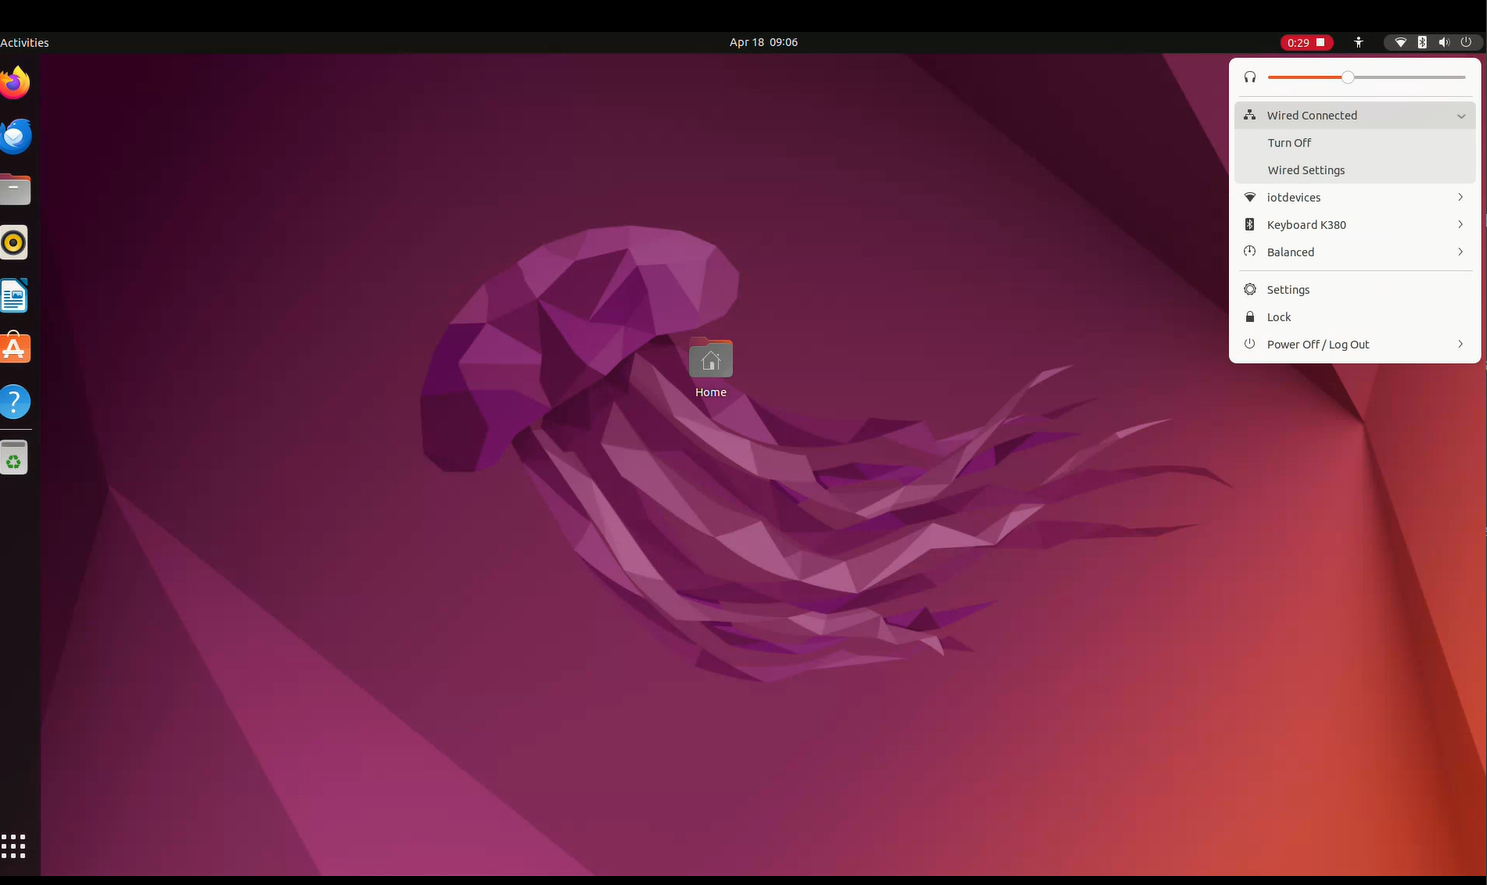 Activities
Apr 18 09:06
0:29
Wired Connected
Turn Off
Wired Settings
iotdevices
Keyboard K380
Balanced
Settings
Lock
Power Off / Log Out
Home